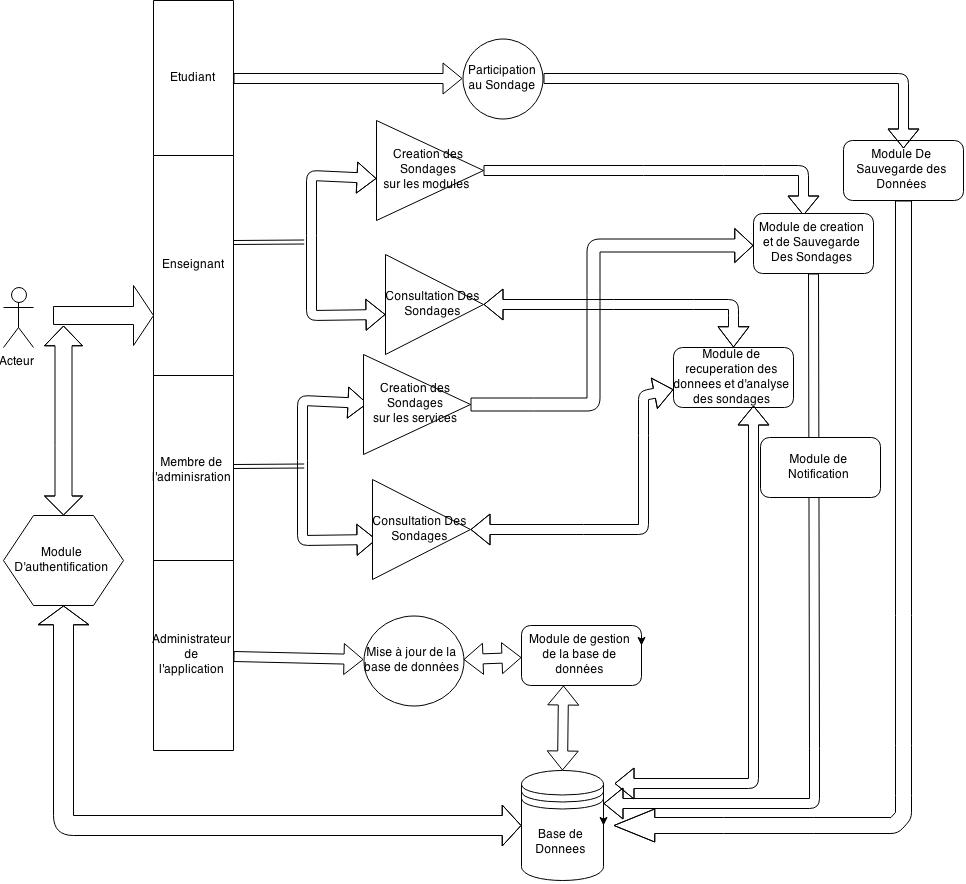 Etudiant
Participation
au Sondage
Creation des
Sondages
sur les modules
Module De
Sauvegarde des
Données
Module de creation
et de Sauvegarde
Des Sondages
Enseignant
Consultation Des
Sondages
Acteur
Module de
recuperation des
donnees et d'analyse
des sondages
Creation des
Sondages
sur les services
Membre de
l'adminisration
Module de
Notification
Consultation Des
Sondages
Module
D'authentification
Administrateur
de
l'application
Mise à jour de la
base de données
Module de gestion
de la base de
données
Base de
Donnees